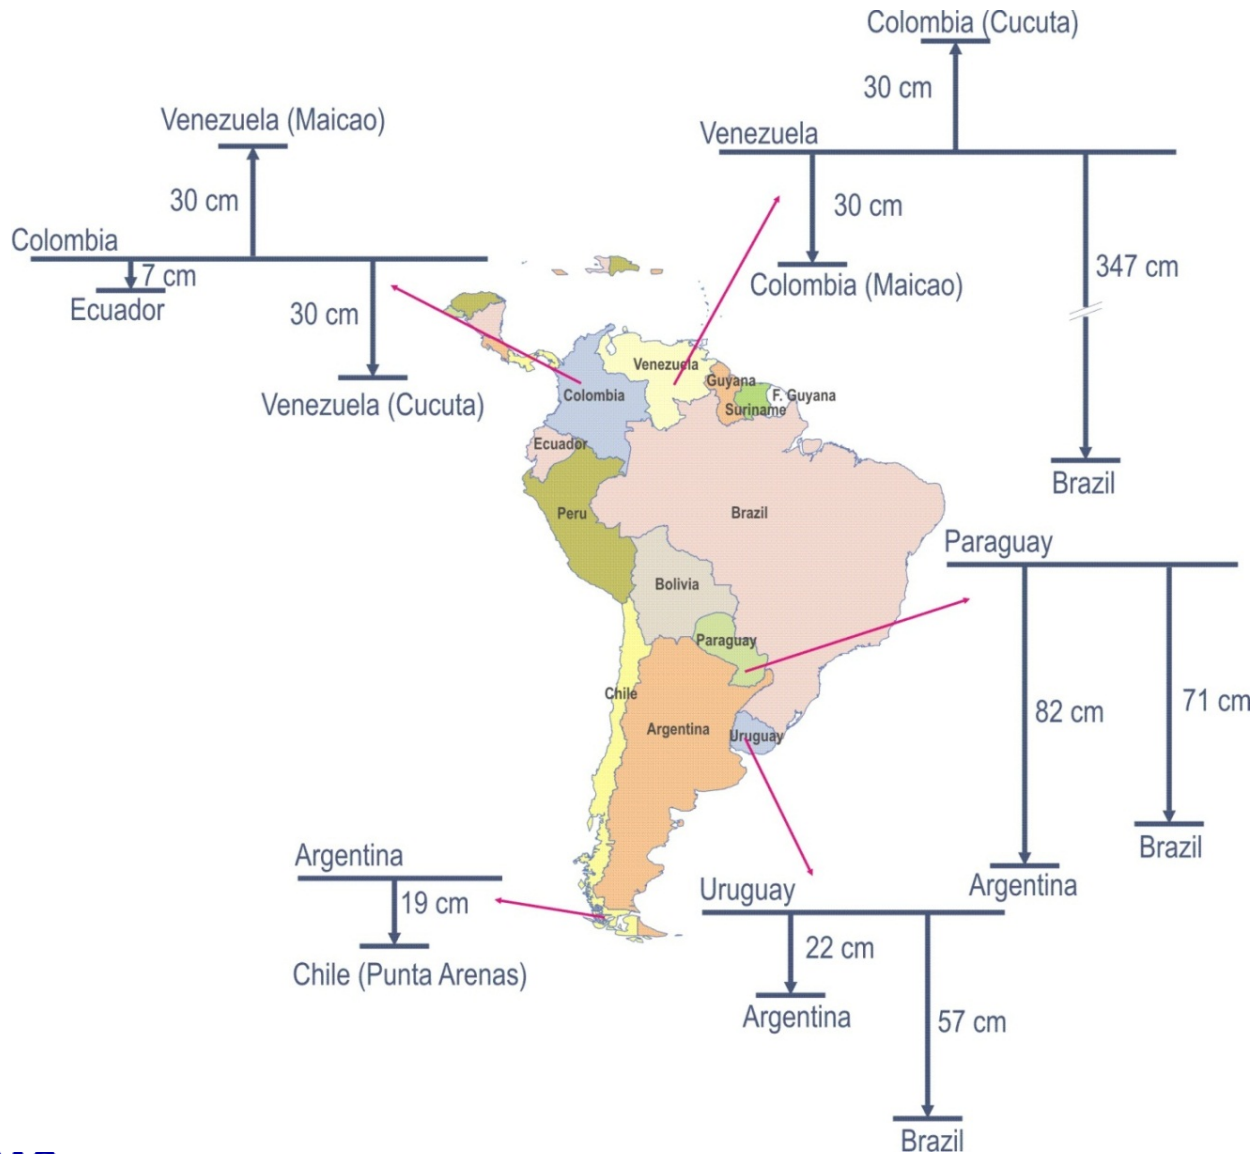 Colombia (Cucuta)
30 cm
Venezuela
30 cm
Colombia (Maicao)
347 cm
Brazil
Venezuela (Maicao)
30 cm
Colombia
7 cm
Ecuador
30 cm
Venezuela (Cucuta)
Venezuela
Guyana
F. Guyana
Suriname
Colombia
Ecuador
Peru
Brazil
Bolivia
Paraguay
Chile
Argentina
Uruguay
Paraguay
82 cm
71 cm
Brazil
Argentina
Argentina
19 cm
Chile (Punta Arenas)
Uruguay
22 cm
Argentina
57 cm
Brazil